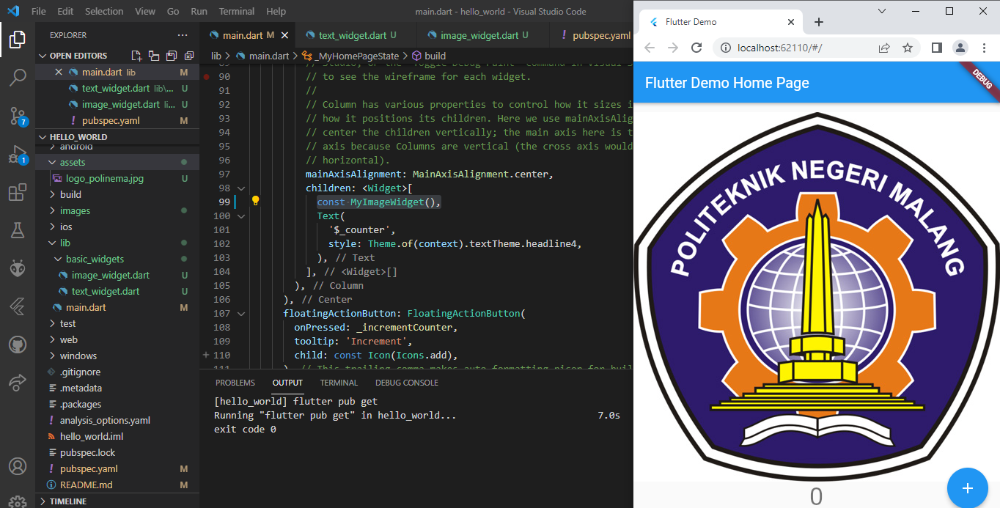 File Edit Selection View Go Run Terminal Help
main.dart - hello_world - Visual Studio Code
EXPLORER
OPEN EDITORS
main.dart lib M
text_widget.dart lib\... U
image_widget.dart li... U
! pubspec.yaml M
HELLO_WORLD
android
assets
logo_polinema.jpg U
build
images
ios
lib
basic_widgets
image_widget.dart U
text_widget.dart U
main.dart M
test
web
windows
.gitignore
.metadata
.packages
! analysis_options.yaml
hello_world.iml
pubspec.lock
! pubspec.yaml M
README.md M
TIMELINE
7
1
main.dart M
text_widget.dart U
image_widget.dart U
! pubspec.yaml
lib > main.dart > _MyHomePageState > build
90 // to see the wireframe for each widget.
91 //
92 // Column has various properties to control how it sizes i
93 // how it positions its children. Here we use mainAxisAlig
94 // center the children vertically; the main axis here is t
95 // axis because Columns are vertical (the cross axis would
96 // horizontal).
97 mainAxisAlignment: MainAxisAlignment.center,
98 children: <Widget>[
99 const MyImageWidget(),
100 Text(
101 '$_counter',
102 style: Theme.of(context).textTheme.headline4,
103 ), // Text
104 ], // <Widget>[]
105 ), // Column
106 ), // Center
107 floatingActionButton: FloatingActionButton(
108 onPressed: _incrementCounter,
109 tooltip: 'Increment',
110 child: const Icon(Icons.add),
PROBLEMS OUTPUT TERMINAL DEBUG CONSOLE
[hello_world] flutter pub get
Running "flutter pub get" in hello_world... 7.0s
exit code 0
Flutter Demo
localhost:62110/#/
Flutter Demo Home Page
DEBUG
POLITEKNIK NEGERI MALANG
0